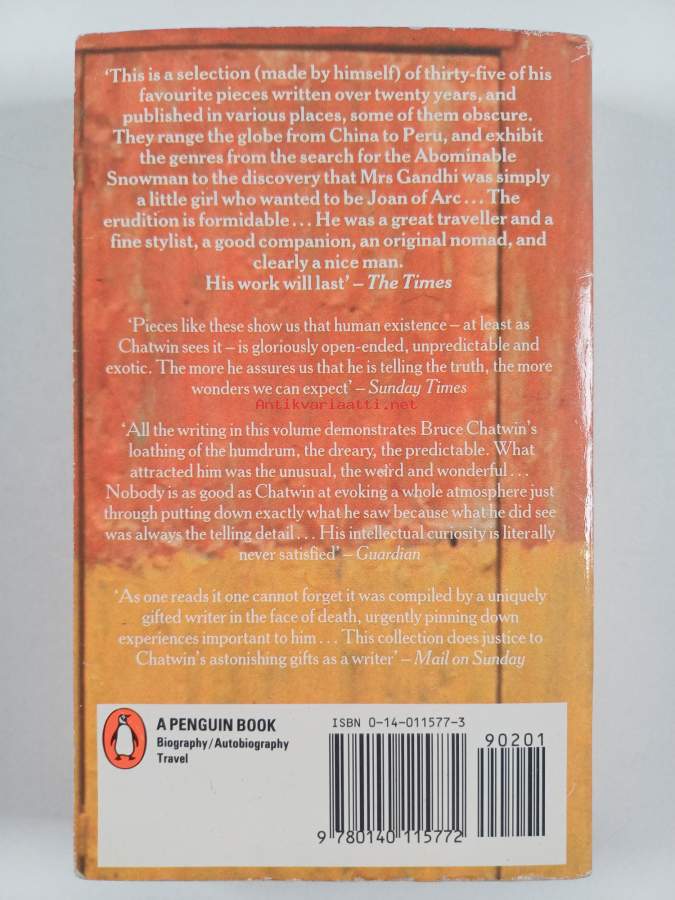 ‘This is a selection (made by himself) of thirty-five of his
favourite pieces written over twenty years, and
published in various places, some of them obscure.
They range the globe from China to Peru, and exhibit
the genres from the search for the Abominable
Snowman to the discovery that Mrs Gandhi was simply
a little girl who wanted to be Joan of Arc... The
erudition is formidable... He was a great traveller and a
fine stylist, a good companion, an original nomad, and
clearly a nice man.
His work will last’ – The Times
‘Pieces like these show us that human existence – at least as
Chatwin sees it – is gloriously open-ended, unpredictable and
exotic. The more he assures us that he is telling the truth, the more
wonders we can expect’ – Sunday Times
Antikvariaatti.net
‘All the writing in this volume demonstrates Bruce Chatwin’s
loathing of the humdrum, the dreary, the predictable. What
attracted him was the unusual, the weird and wonderful...
Nobody is as good as Chatwin at evoking a whole atmosphere just
through putting down exactly what he saw because what he did see
was always the telling detail... His intellectual curiosity is literally
never satisfied’ – Guardian
‘As one reads it one cannot forget it was compiled by a uniquely
gifted writer in the face of death, urgently pinning down
experiences important to him... This collection does justice to
Chatwin’s astonishing gifts as a writer’ – Mail on Sunday
A PENGUIN BOOK
Biography/Autobiography
Travel
ISBN 0-14-011577-3
90201
9 780140 115772